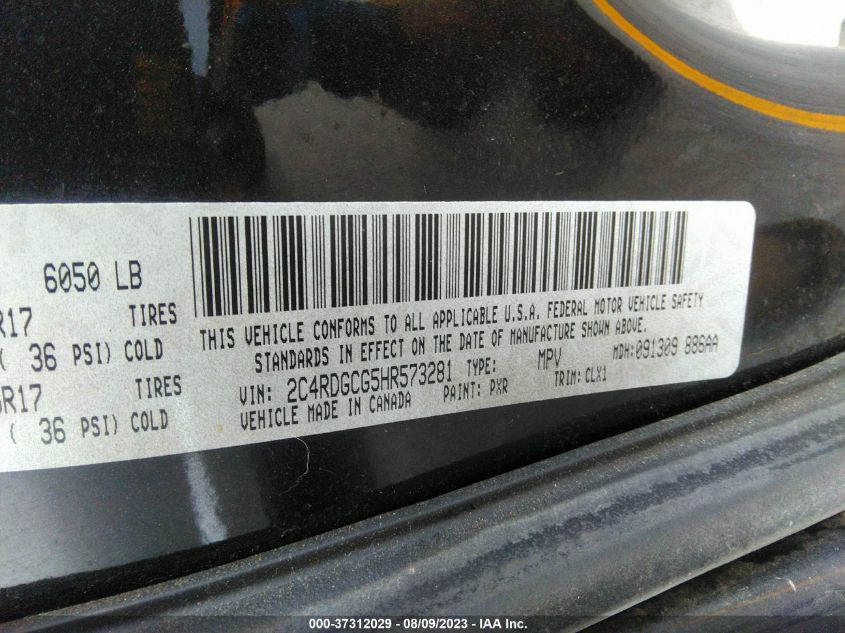 6050 LB
R17 TIRES
( 36 PSI) COLD
R17 TIRES
( 36 PSI) COLD
THIS VEHICLE CONFORMS TO ALL APPLICABLE U.S.A. FEDERAL MOTOR VEHICLE SAFETY
STANDARDS IN EFFECT ON THE DATE OF MANUFACTURE SHOWN ABOVE.
VIN: 2C4RDGCG5HR573281 TYPE: MPV MDH:091309 886AA
VEHICLE MADE IN CANADA PAINT: PXR TRIM:CLX1
000-37312029 - 08/09/2023 - © IAA Inc.